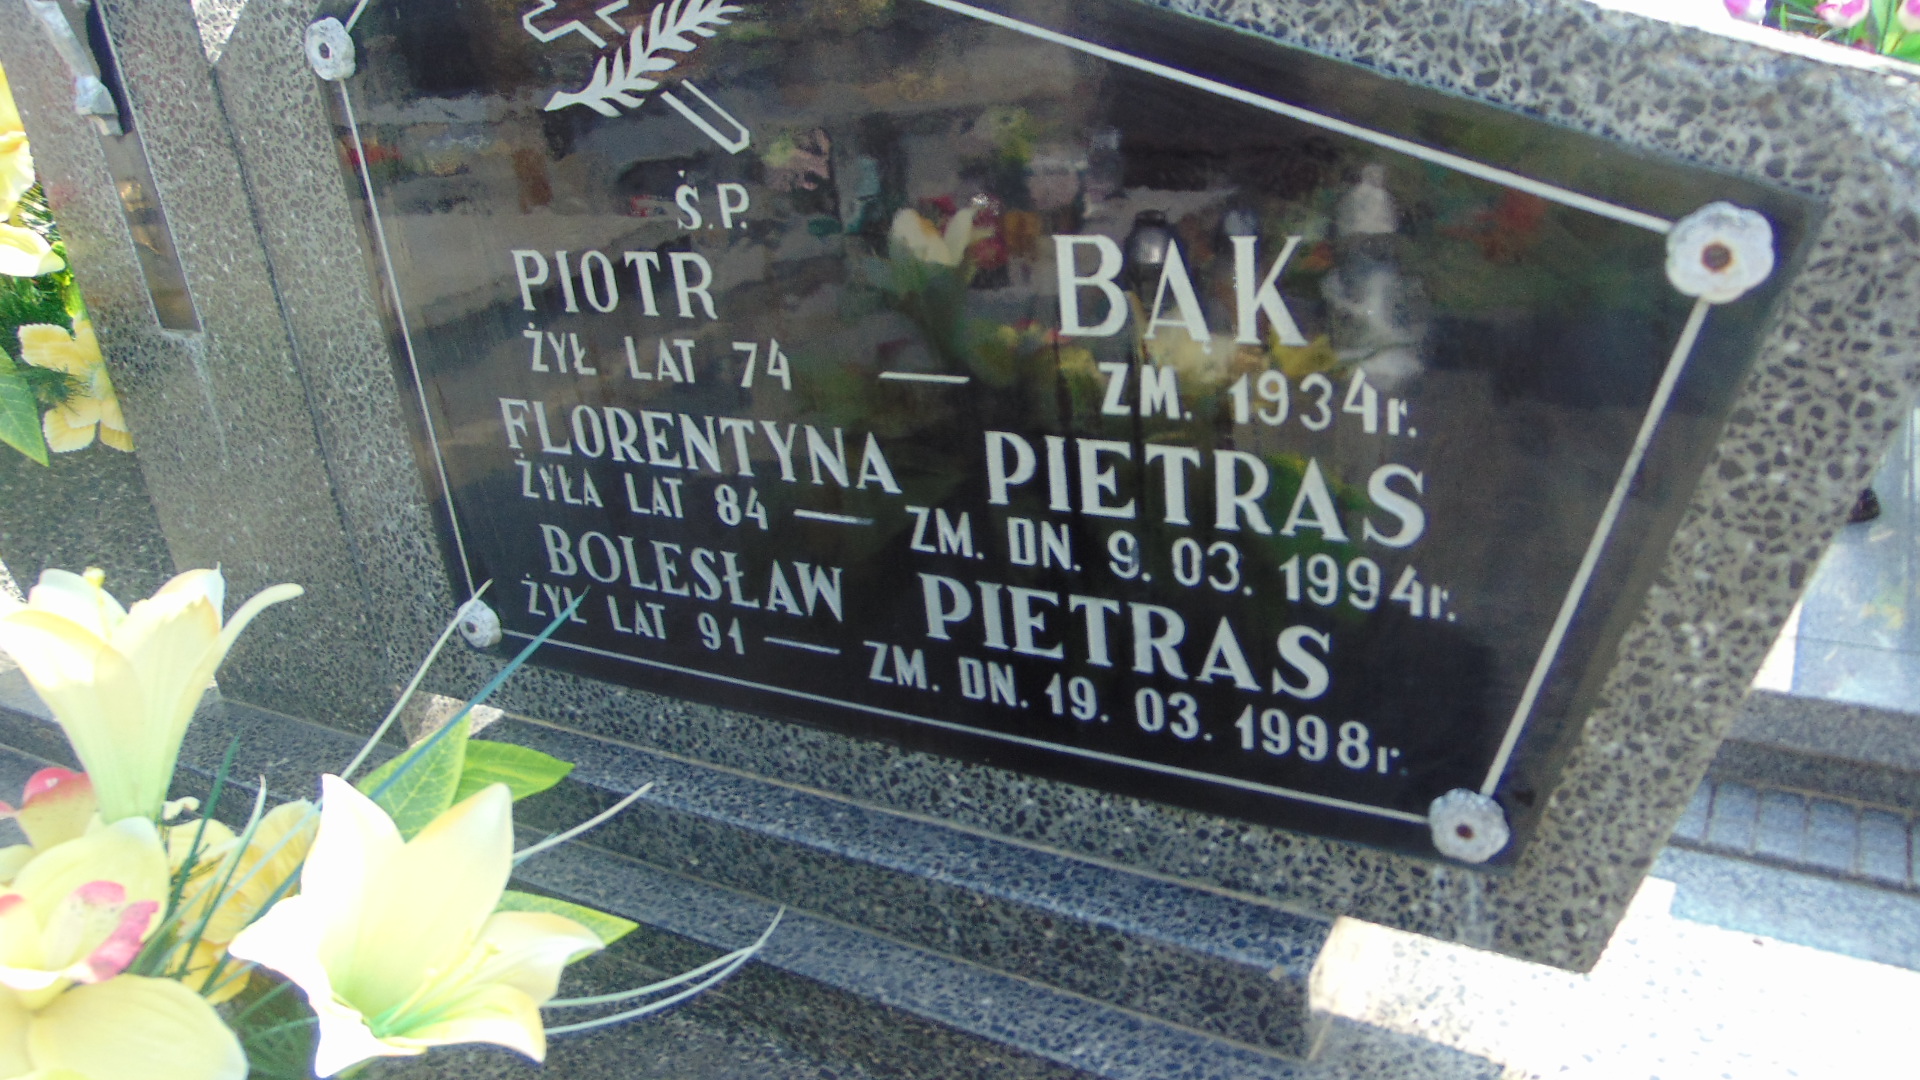 Ś.P.
PIOTR BĄK
ŻYŁ LAT 74 — ZM. 1934r.
FLORENTYNA PIETRAS
ŻYŁA LAT 84 — ZM. DN. 9. 03. 1994r.
BOLESŁAW PIETRAS
ŻYŁ LAT 91 — ZM. DN. 19. 03. 1998r.